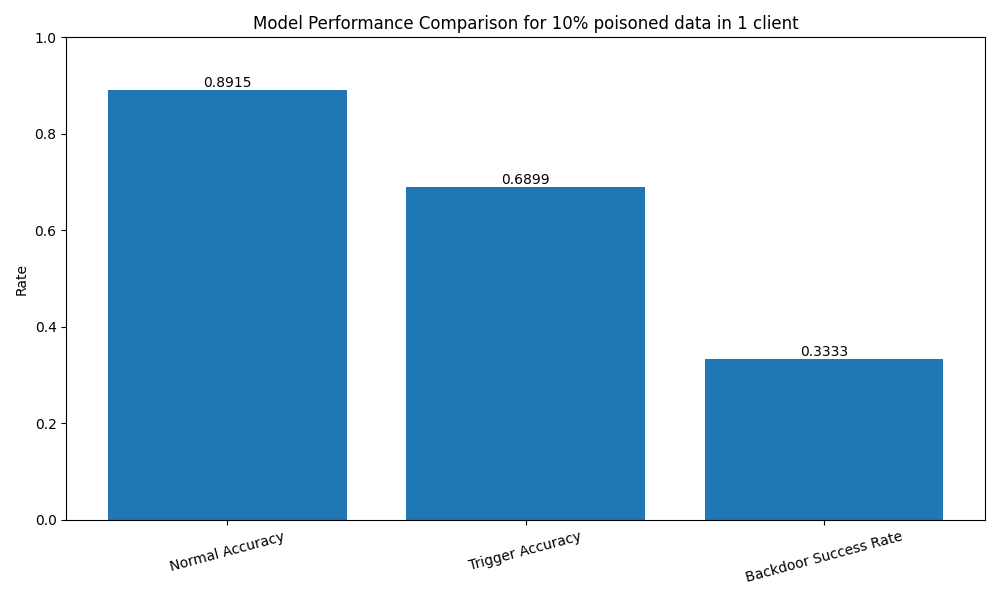 Model Performance Comparison for 10% poisoned data in 1 client
1.0
0.8
0.6
0.4
0.2
0.0
Rate
0.8915
0.6899
0.3333
Normal Accuracy
Trigger Accuracy
Backdoor Success Rate